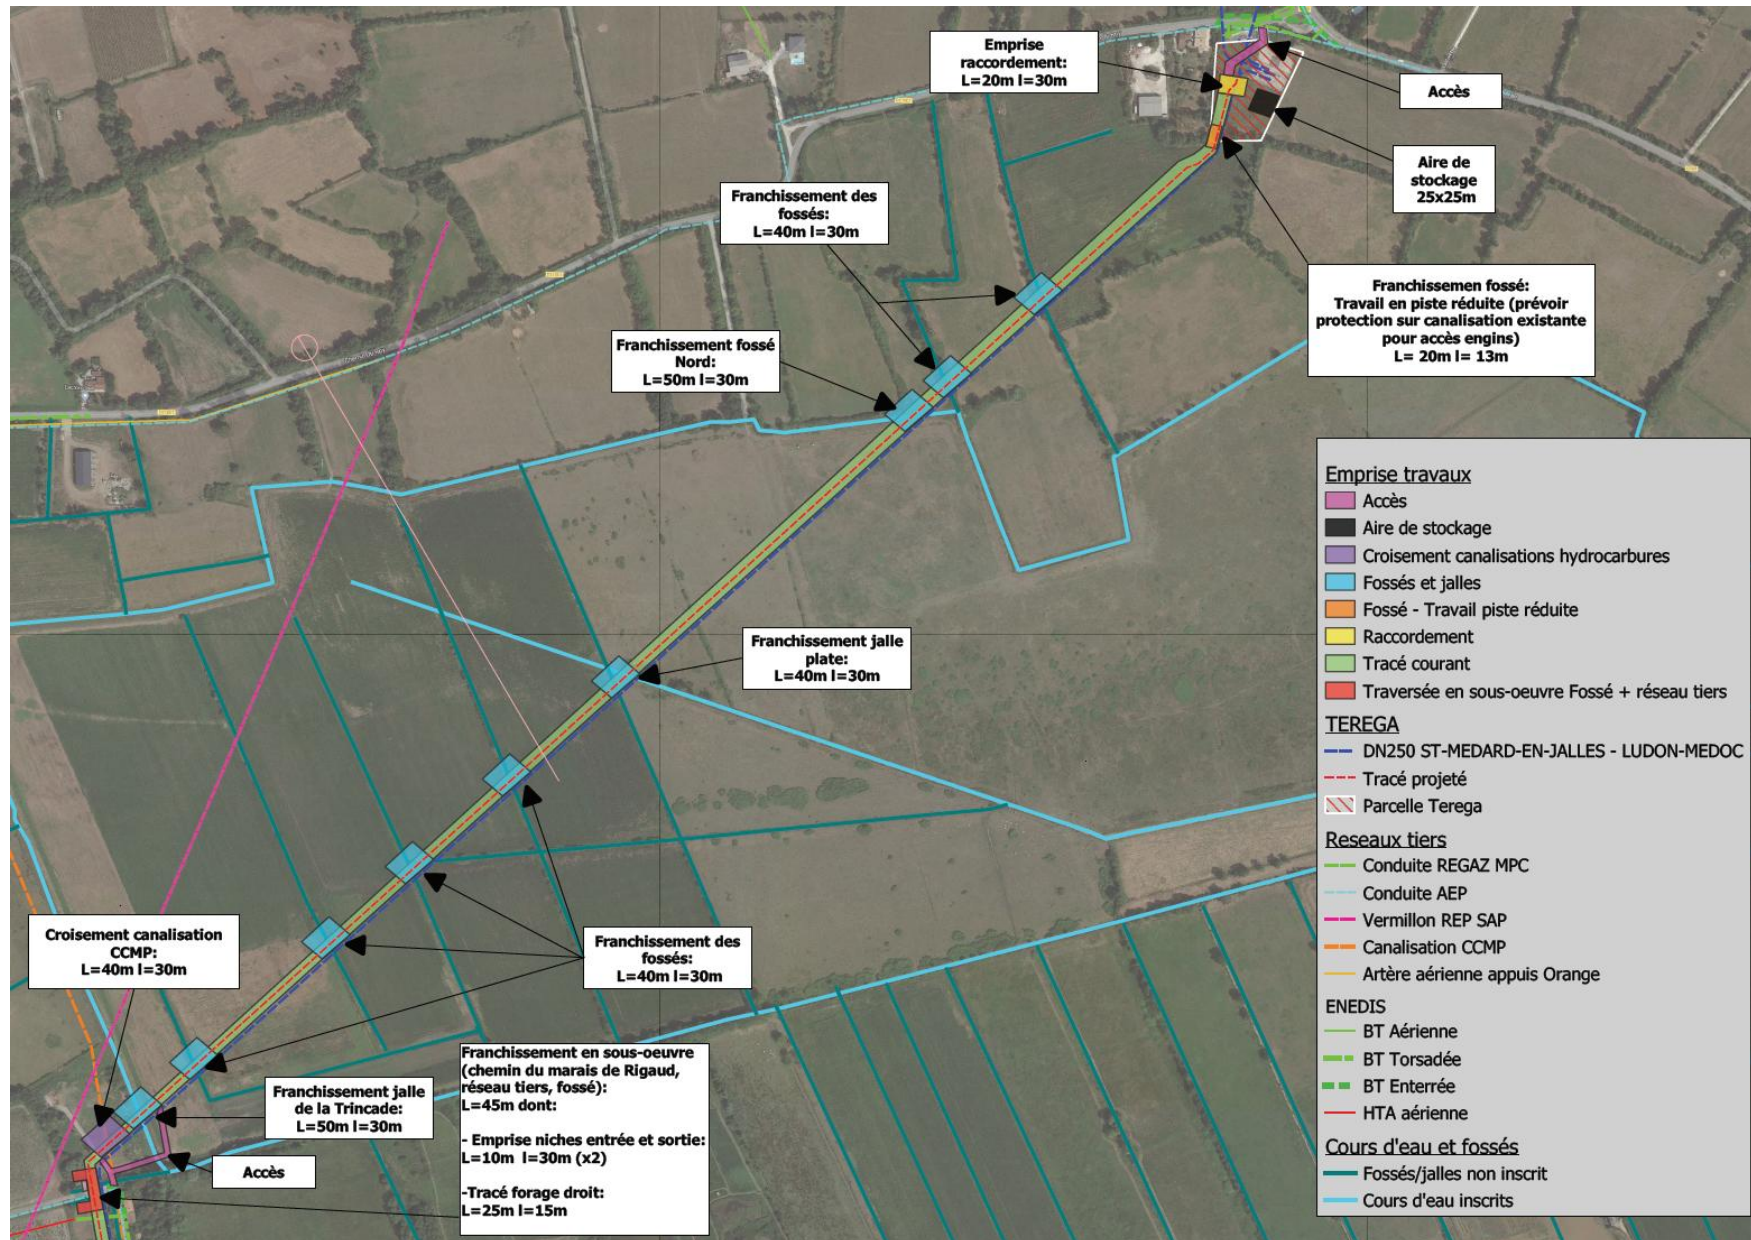 Emprise
raccordement:
L=20m l=30m
Accès
Aire de
stockage
25x25m
Franchissement des
fossés:
L=40m l=30m
Franchissemen fossé:
Travail en piste réduite (prévoir
protection sur canalisation existante
pour accès engins)
L= 20m l= 13m
Franchissement fossé
Nord:
L=50m l=30m
Franchissement jalle
plate:
L=40m l=30m
Croisement canalisation
CCMP:
L=40m l=30m
Franchissement des
fossés:
L=40m l=30m
Franchissement jalle
de la Trincade:
L=50m l=30m
Accès
Franchissement en sous-oeuvre
(chemin du marais de Rigaud,
réseau tiers, fossé):
L=45m dont:
- Emprise niches entrée et sortie:
L=10m l=30m (x2)
-Tracé forage droit:
L=25m l=15m
Emprise travaux
Accès
Aire de stockage
Croisement canalisations hydrocarbures
Fossés et jalles
Fossé - Travail piste réduite
Raccordement
Tracé courant
Traversée en sous-oeuvre Fossé + réseau tiers
TEREGA
DN250 ST-MEDARD-EN-JALLES - LUDON-MEDOC
Tracé projeté
Parcelle Terega
Reseaux tiers
Conduite REGAZ MPC
Conduite AEP
Vermillon REP SAP
Canalisation CCMP
Artère aérienne appuis Orange
ENEDIS
BT Aérienne
BT Torsadée
BT Enterrée
HTA aérienne
Cours d'eau et fossés
Fossés/jalles non inscrit
Cours d'eau inscrits